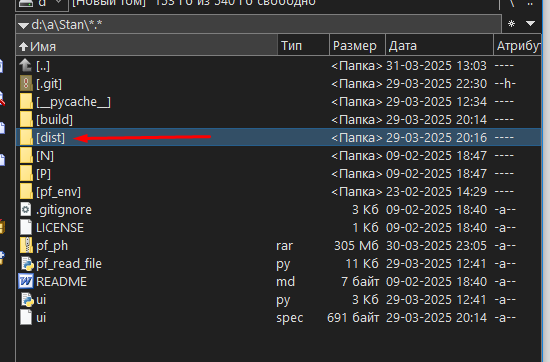 d [Новый том] 153 Гб из 540 Гб свободно \ ..
d:\a\Stan\*.* * ▼
Имя Тип Размер Дата Атрибут
[..] <Папка> 31-03-2025 13:03 ----
[.git] <Папка> 29-03-2025 22:30 --h-
[__pycache__] <Папка> 29-03-2025 12:34 ----
[build] <Папка> 29-03-2025 20:14 ----
[dist] <Папка> 29-03-2025 20:16 ----
[N] <Папка> 09-02-2025 18:47 ----
[P] <Папка> 09-02-2025 18:47 ----
[pf_env] <Папка> 23-02-2025 14:29 ----
.gitignore 3 Кб 09-02-2025 18:40 -a--
LICENSE 1 Кб 09-02-2025 18:40 -a--
pf_ph rar 305 Мб 30-03-2025 23:05 -a--
pf_read_file py 11 Кб 29-03-2025 12:41 -a--
README md 7 байт 09-02-2025 18:40 -a--
ui py 3 Кб 29-03-2025 12:41 -a--
ui spec 691 байт 29-03-2025 20:14 -a--